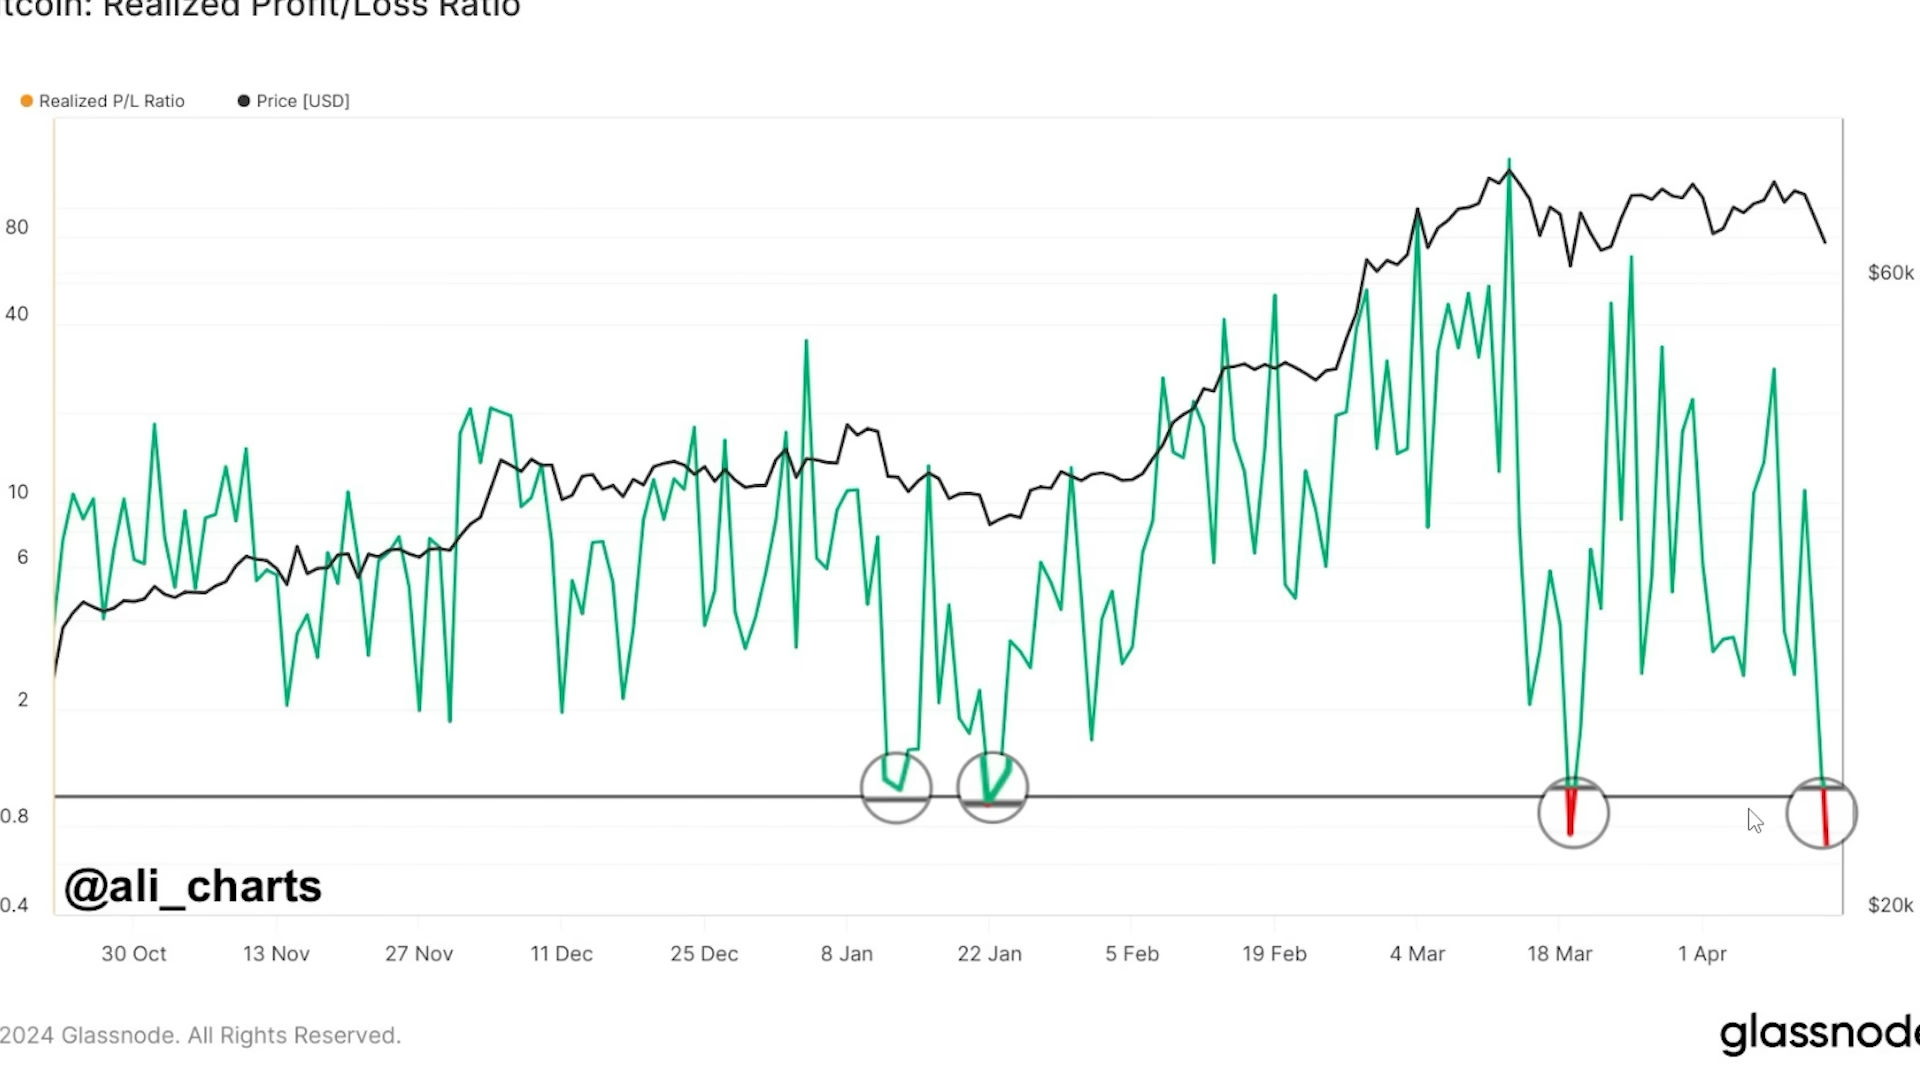 tcoin: Realized Profit/Loss Ratio
Realized P/L Ratio Price [USD]
80
40
10
6
2
0.8
0.4
$60k
$20k
@ali_charts
30 Oct 13 Nov 27 Nov 11 Dec 25 Dec 8 Jan 22 Jan 5 Feb 19 Feb 4 Mar 18 Mar 1 Apr
2024 Glassnode. All Rights Reserved.
glassnode